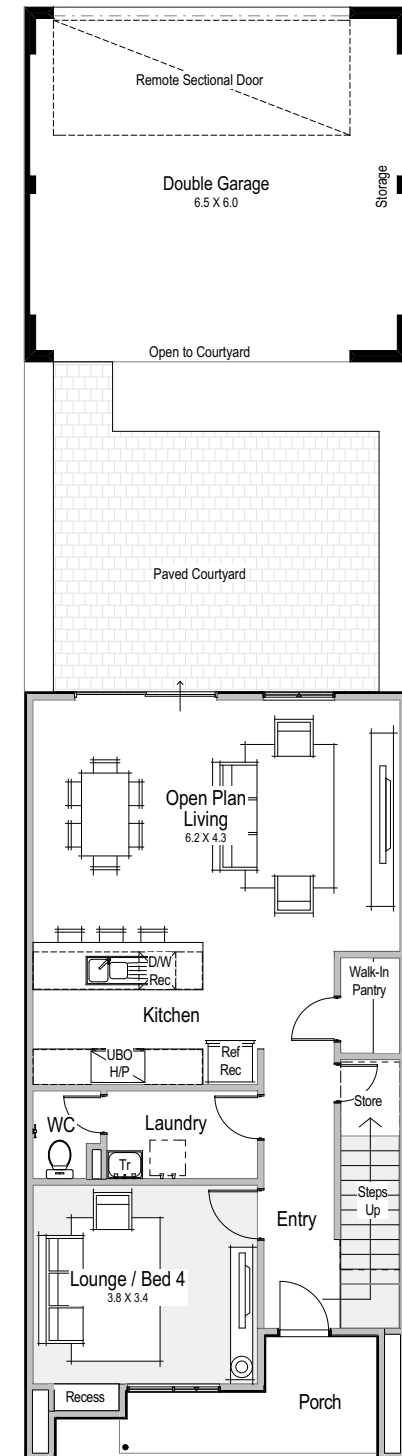 Remote Sectional Door
Double Garage
6.5 X 6.0
Storage
Open to Courtyard
Paved Courtyard
Open Plan
Living
6.2 X 4.3
D/W
Rec
Walk-In
Pantry
Kitchen
UBO
H/P
Ref
Rec
Store
WC
Laundry
Tr
Steps
Up
Entry
Lounge / Bed 4
3.8 X 3.4
Recess
Porch